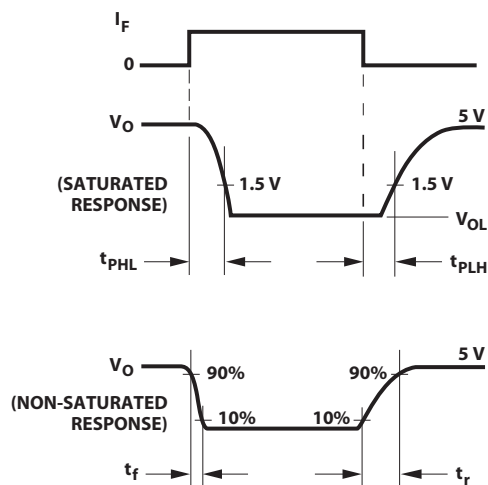 I_F
0
V_O
5 V
1.5 V
1.5 V
(SATURATED
RESPONSE)
V_OL
t_PHL
t_PLH
V_O
5 V
90%
90%
(NON-SATURATED
RESPONSE)
10%
10%
t_f
t_r